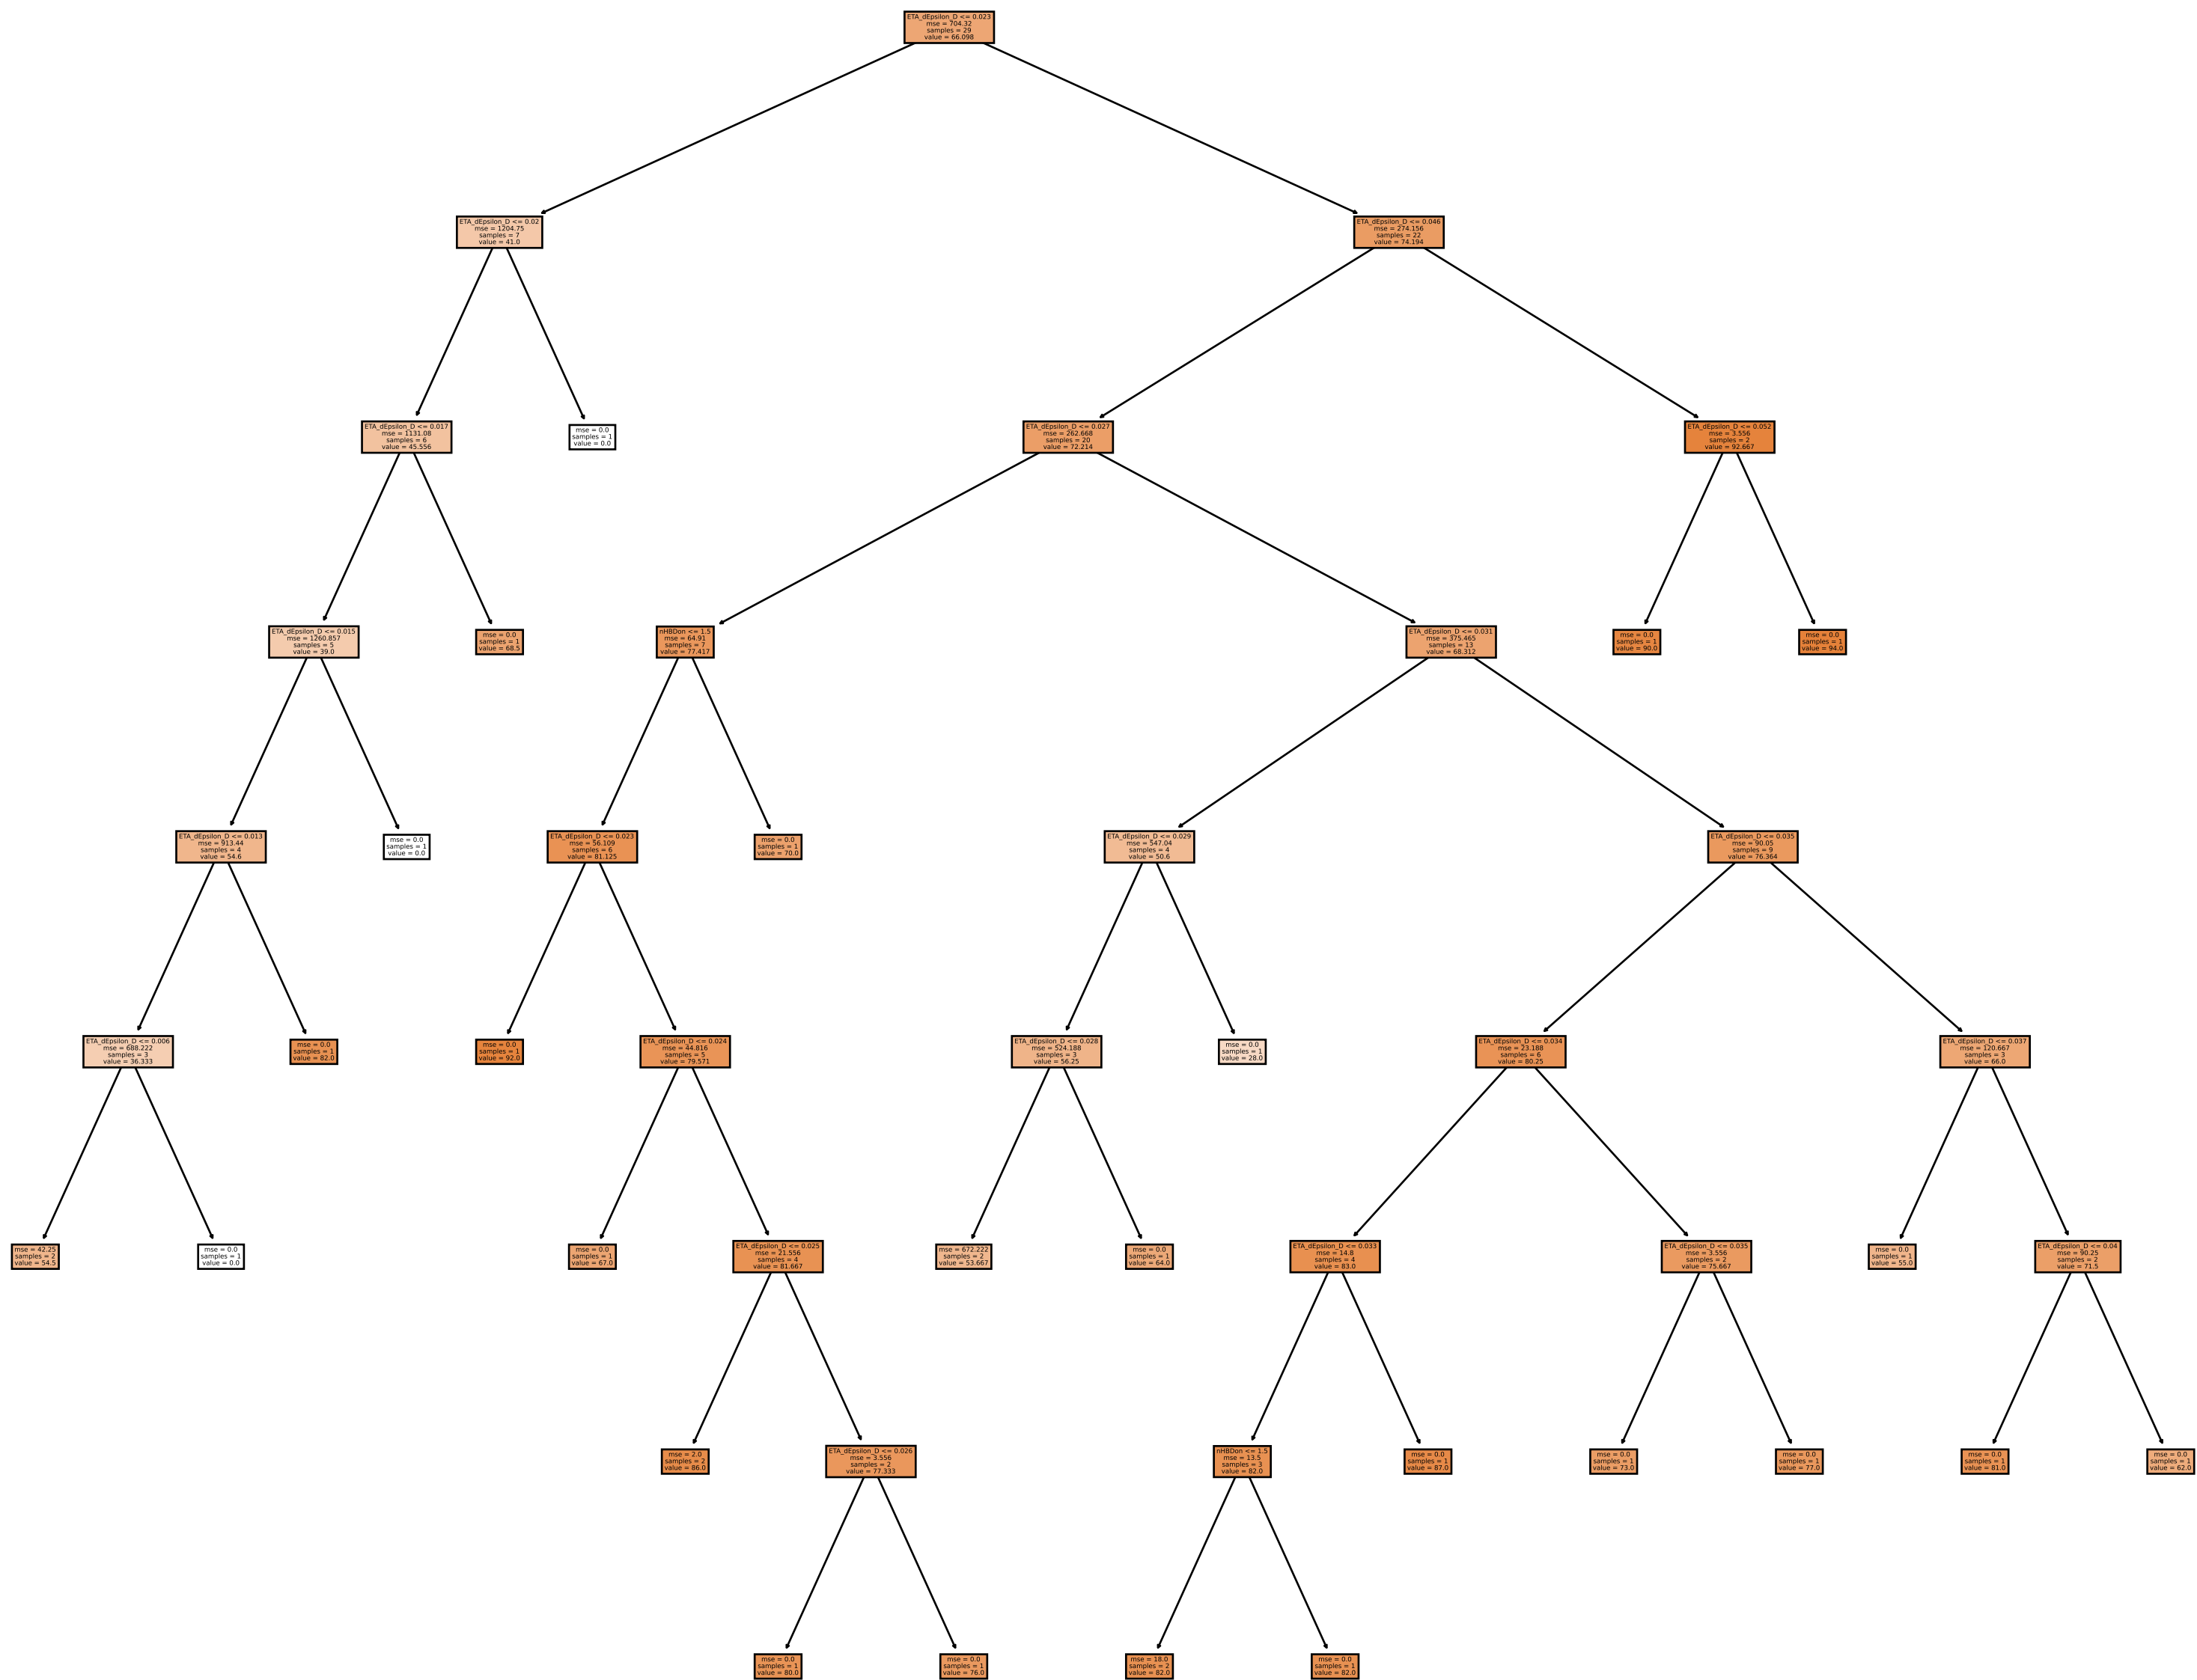 ETA_dEpsilon_D <= 0.023
mse = 704.32
samples = 29
value = 66.098
ETA_dEpsilon_D <= 0.02
mse = 1204.75
samples = 7
value = 41.0
ETA_dEpsilon_D <= 0.046
mse = 274.156
samples = 22
value = 74.194
ETA_dEpsilon_D <= 0.017
mse = 1131.08
samples = 6
value = 45.556
mse = 0.0
samples = 1
value = 0.0
ETA_dEpsilon_D <= 0.027
mse = 262.668
samples = 20
value = 72.214
ETA_dEpsilon_D <= 0.052
mse = 3.556
samples = 2
value = 92.667
ETA_dEpsilon_D <= 0.015
mse = 1260.857
samples = 5
value = 39.0
mse = 0.0
samples = 1
value = 68.5
nHBDon <= 1.5
mse = 64.91
samples = 7
value = 77.417
ETA_dEpsilon_D <= 0.031
mse = 375.465
samples = 13
value = 68.312
mse = 0.0
samples = 1
value = 90.0
mse = 0.0
samples = 1
value = 94.0
ETA_dEpsilon_D <= 0.013
mse = 913.44
samples = 4
value = 54.6
mse = 0.0
samples = 1
value = 0.0
ETA_dEpsilon_D <= 0.023
mse = 56.109
samples = 6
value = 81.125
mse = 0.0
samples = 1
value = 70.0
ETA_dEpsilon_D <= 0.029
mse = 547.04
samples = 4
value = 50.6
ETA_dEpsilon_D <= 0.035
mse = 90.05
samples = 9
value = 76.364
ETA_dEpsilon_D <= 0.006
mse = 688.222
samples = 3
value = 36.333
mse = 0.0
samples = 1
value = 82.0
mse = 0.0
samples = 1
value = 92.0
ETA_dEpsilon_D <= 0.024
mse = 44.816
samples = 5
value = 79.571
ETA_dEpsilon_D <= 0.028
mse = 524.188
samples = 3
value = 56.25
mse = 0.0
samples = 1
value = 28.0
ETA_dEpsilon_D <= 0.034
mse = 23.188
samples = 6
value = 80.25
ETA_dEpsilon_D <= 0.037
mse = 120.667
samples = 3
value = 66.0
mse = 42.25
samples = 2
value = 54.5
mse = 0.0
samples = 1
value = 0.0
mse = 0.0
samples = 1
value = 67.0
ETA_dEpsilon_D <= 0.025
mse = 21.556
samples = 4
value = 81.667
mse = 672.222
samples = 2
value = 53.667
mse = 0.0
samples = 1
value = 64.0
ETA_dEpsilon_D <= 0.033
mse = 14.8
samples = 4
value = 83.0
ETA_dEpsilon_D <= 0.035
mse = 3.556
samples = 2
value = 75.667
mse = 0.0
samples = 1
value = 55.0
ETA_dEpsilon_D <= 0.04
mse = 90.25
samples = 2
value = 71.5
mse = 2.0
samples = 2
value = 86.0
ETA_dEpsilon_D <= 0.026
mse = 3.556
samples = 2
value = 77.333
nHBDon <= 1.5
mse = 13.5
samples = 3
value = 82.0
mse = 0.0
samples = 1
value = 87.0
mse = 0.0
samples = 1
value = 73.0
mse = 0.0
samples = 1
value = 77.0
mse = 0.0
samples = 1
value = 81.0
mse = 0.0
samples = 1
value = 62.0
mse = 0.0
samples = 1
value = 80.0
mse = 0.0
samples = 1
value = 76.0
mse = 18.0
samples = 2
value = 82.0
mse = 0.0
samples = 1
value = 82.0